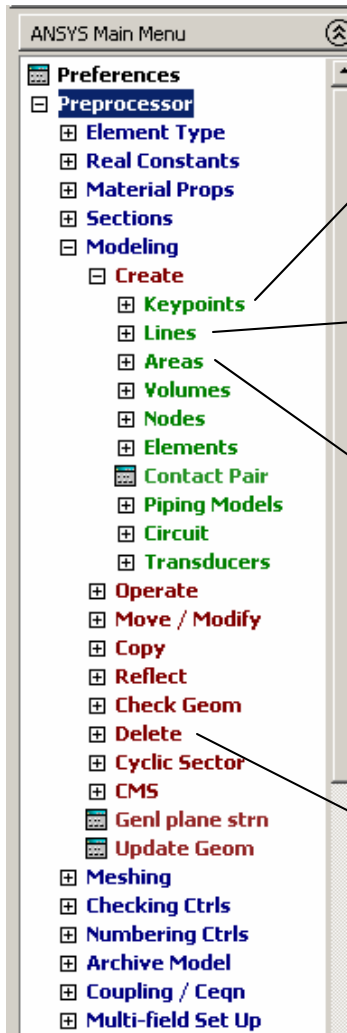 ANSYS Main Menu
Preferences
Preprocessor
Element Type
Real Constants
Material Props
Sections
Modeling
Create
Keypoints
Lines
Areas
Volumes
Nodes
Elements
Contact Pair
Piping Models
Circuit
Transducers
Operate
Move / Modify
Copy
Reflect
Check Geom
Delete
Cyclic Sector
CMS
Genl plane strn
Update Geom
Meshing
Checking Ctrls
Numbering Ctrls
Archive Model
Coupling / Ceqn
Multi-field Set Up